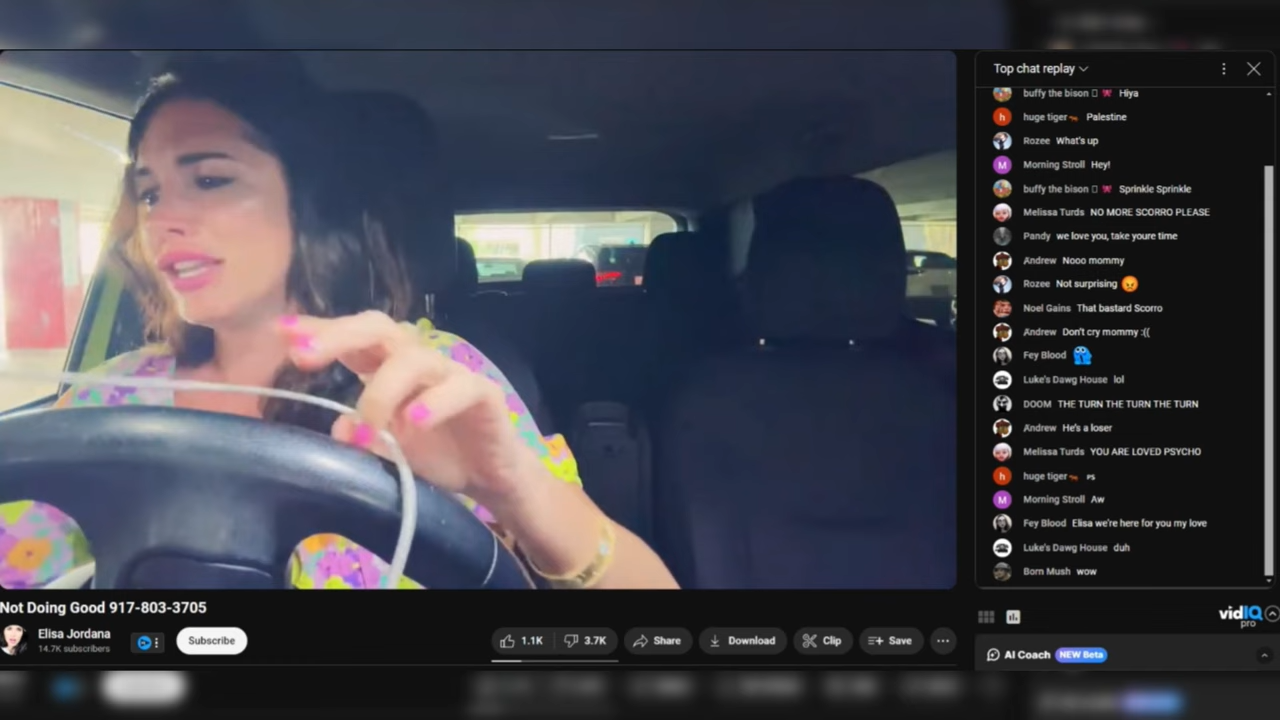 Top chat replay
buffy the bison Hiya
huge tiger Palestine
Rozee What's up
Morning Stroll Hey!
buffy the bison Sprinkle Sprinkle
Melissa Turds NO MORE SCORRO PLEASE
Pandy we love you, take youre time
Andrew Nooo mommy
Rozee Not surprising 😡
Noel Gains That bastard Scorro
Andrew Don't cry mommy :((
Fey Blood
Luke's Dawg House lol
DOOM THE TURN THE TURN THE TURN
Andrew He's a loser
Melissa Turds YOU ARE LOVED PSYCHO
huge tiger PS
Morning Stroll Aw
Fey Blood Elisa we're here for you my love
Luke's Dawg House duh
Born Mush wow
Not Doing Good 917-803-3705
Elisa Jordana
14.7K subscribers
Subscribe
1.1K
3.7K
Share
Download
Clip
Save
vidIQ
pro
AI Coach NEW Beta